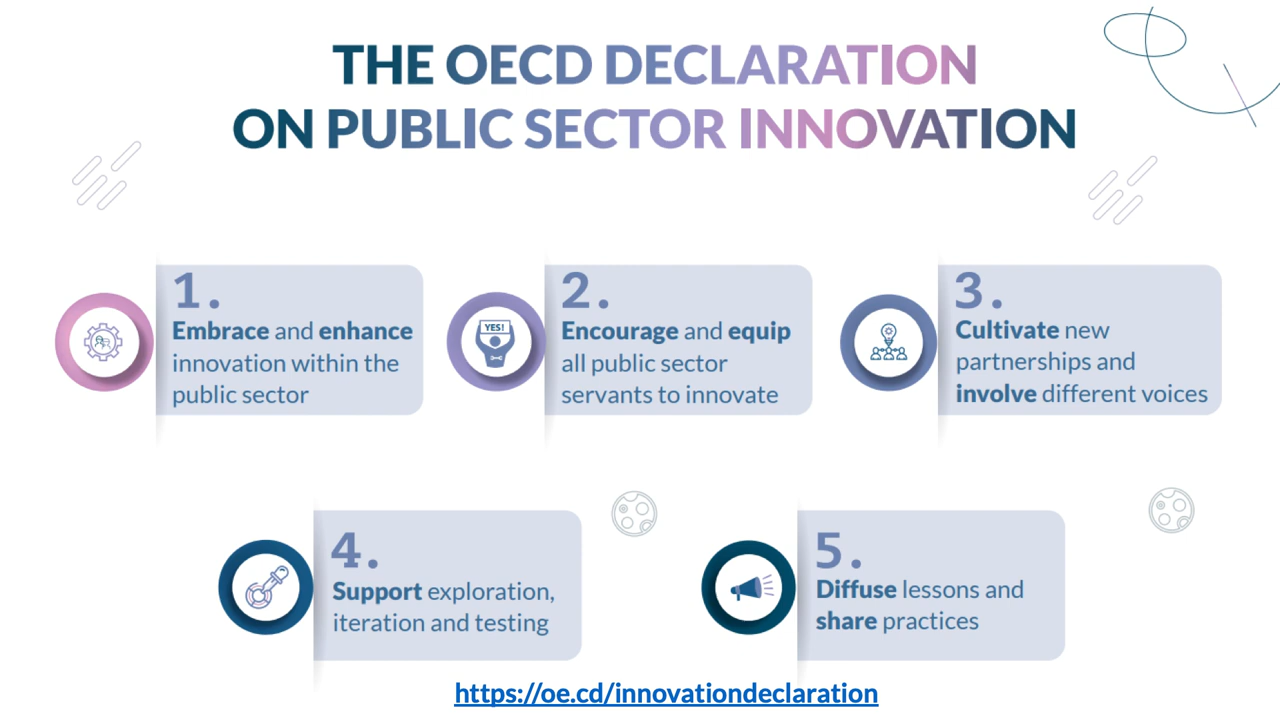 THE OECD DECLARATION
ON PUBLIC SECTOR INNOVATION
1.
Embrace and enhance
innovation within the
public sector
YES!
2.
Encourage and equip
all public sector
servants to innovate
3.
Cultivate new
partnerships and
involve different voices
4.
Support exploration,
iteration and testing
5.
Diffuse lessons and
share practices
https://oe.cd/innovationdeclaration